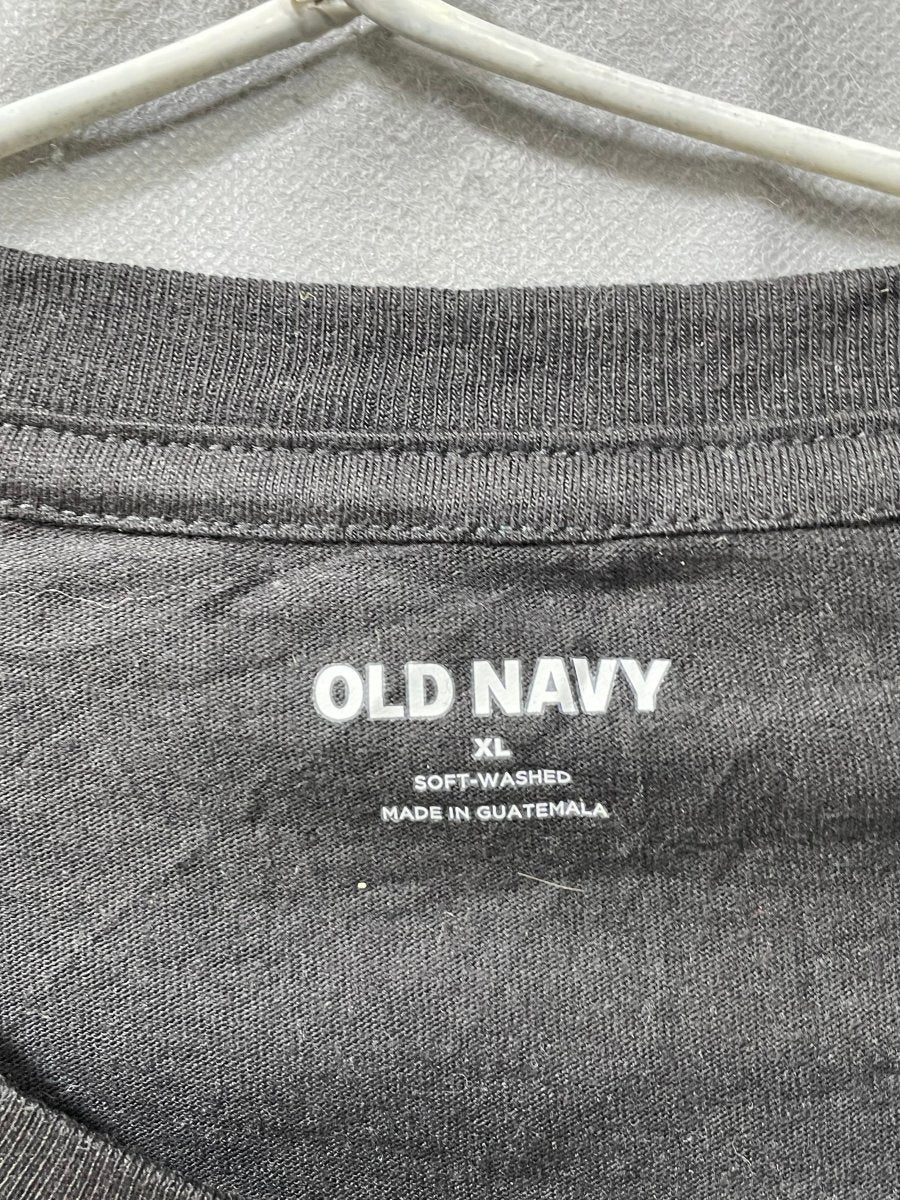 OLD NAVY
XL
SOFT-WASHED
MADE IN GUATEMALA